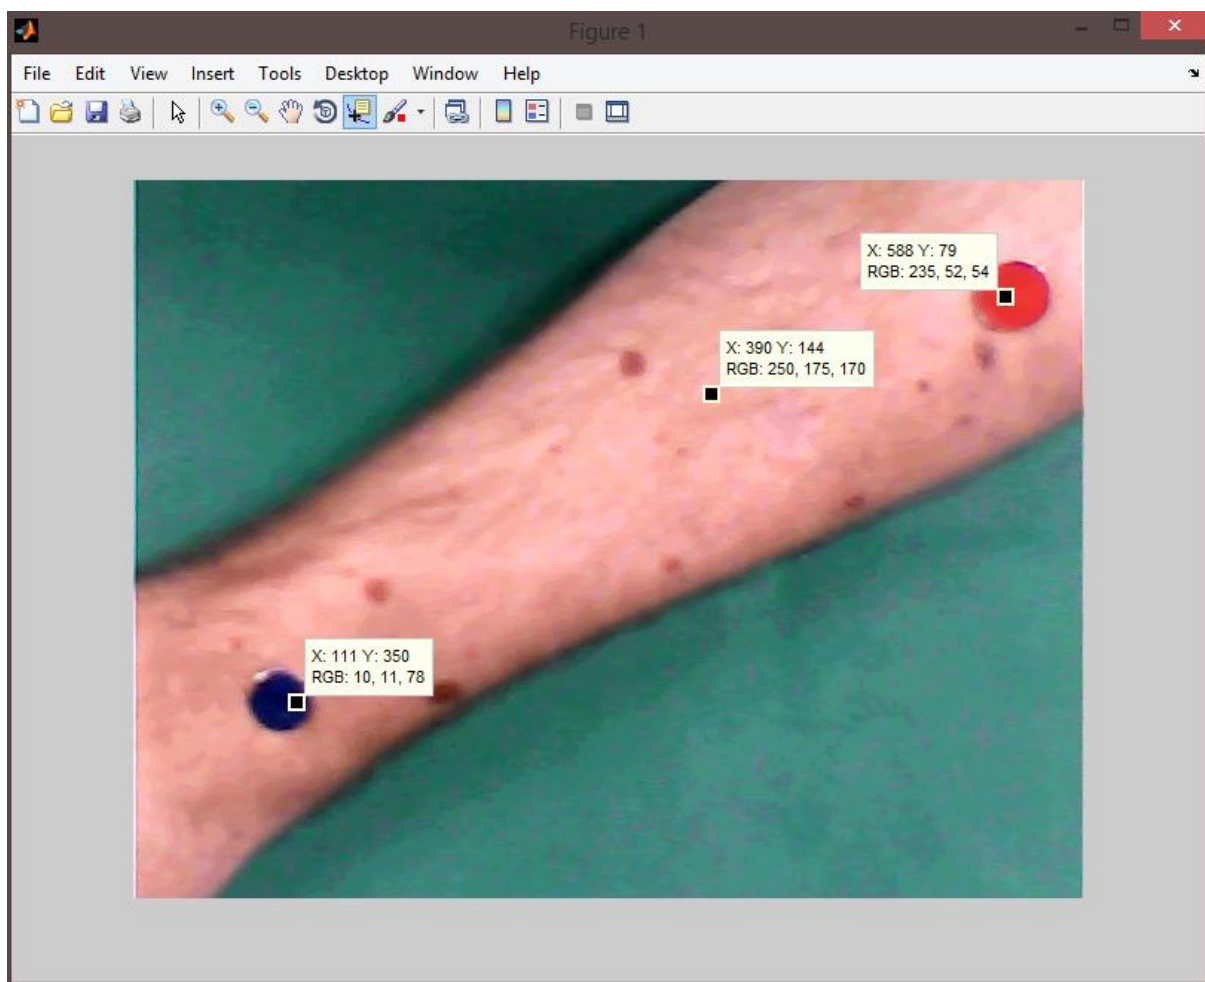 Figure 1
File Edit View Insert Tools Desktop Window Help
X: 588 Y: 79
RGB: 235, 52, 54
X: 390 Y: 144
RGB: 250, 175, 170
X: 111 Y: 350
RGB: 10, 11, 78